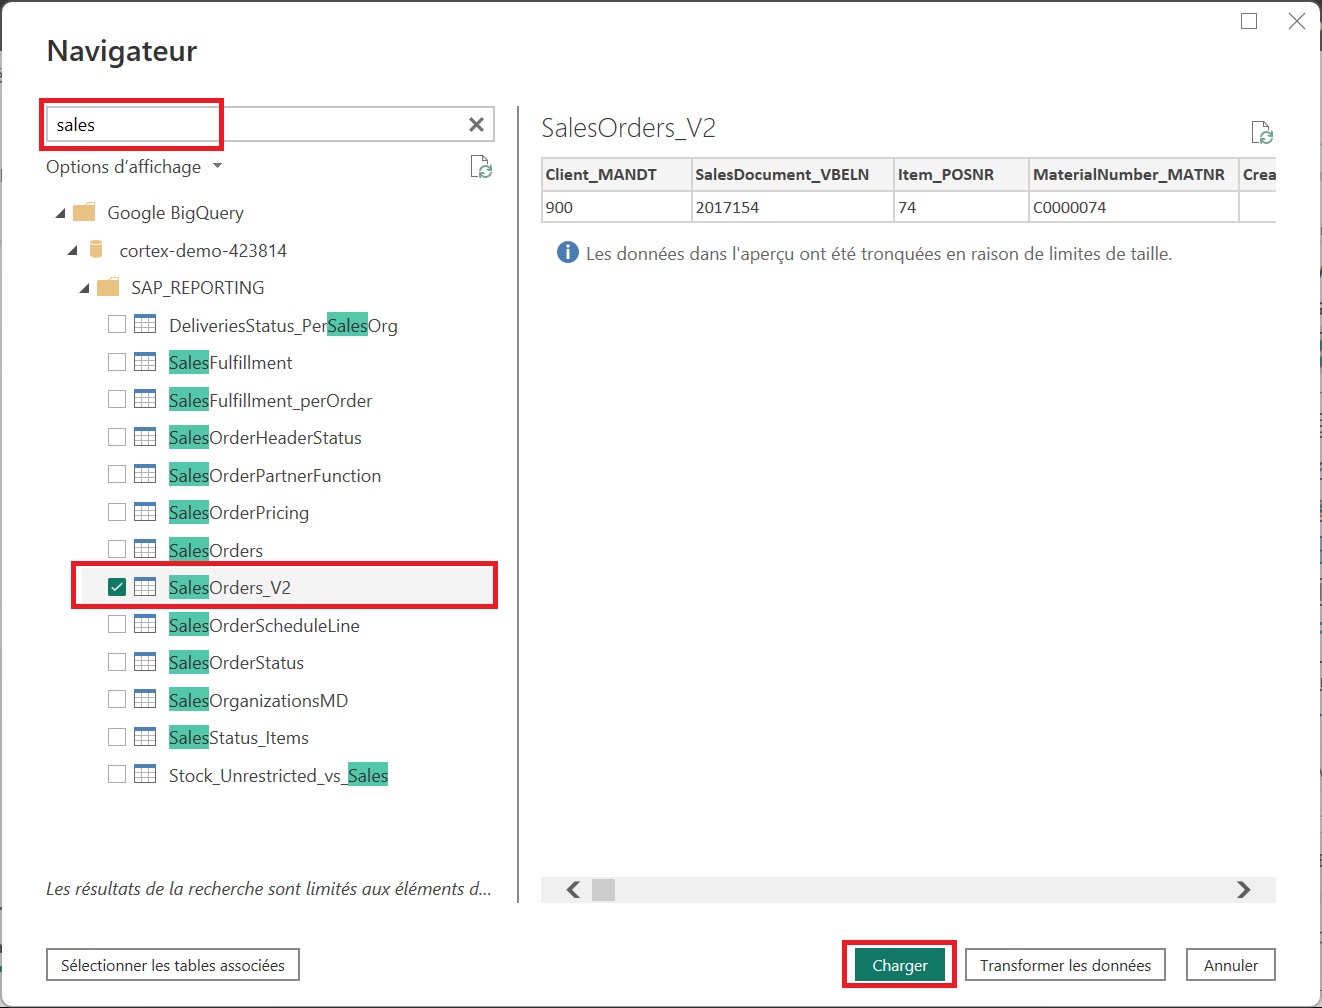 Navigateur
sales
Options d'affichage
Google BigQuery
cortex-demo-423814
SAP_REPORTING
DeliveriesStatus_PerSalesOrg
SalesFulfillment
SalesFulfillment_perOrder
SalesOrderHeaderStatus
SalesOrderPartnerFunction
SalesOrderPricing
SalesOrders
SalesOrders_V2
SalesOrderScheduleLine
SalesOrderStatus
SalesOrganizationsMD
SalesStatus_Items
Stock_Unrestricted_vs_Sales
Les résultats de la recherche sont limités aux éléments d...
SalesOrders_V2
Client_MANDT SalesDocument_VBELN Item_POSNR MaterialNumber_MATNR Crea
900 2017154 74 C0000074
Les données dans l'aperçu ont été tronquées en raison de limites de taille.
Sélectionner les tables associées Charger Transformer les données Annuler